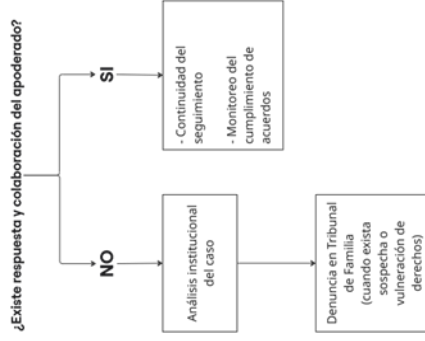 ¿Existe respuesta y colaboración del apoderado?
NO
SI
Análisis institucional
del caso
- Continuidad del
seguimiento
- Monitoreo del
cumplimiento de
acuerdos
Denuncia en Tribunal
de Familia
(cuando exista
sospecha o
vulneración de
derechos)